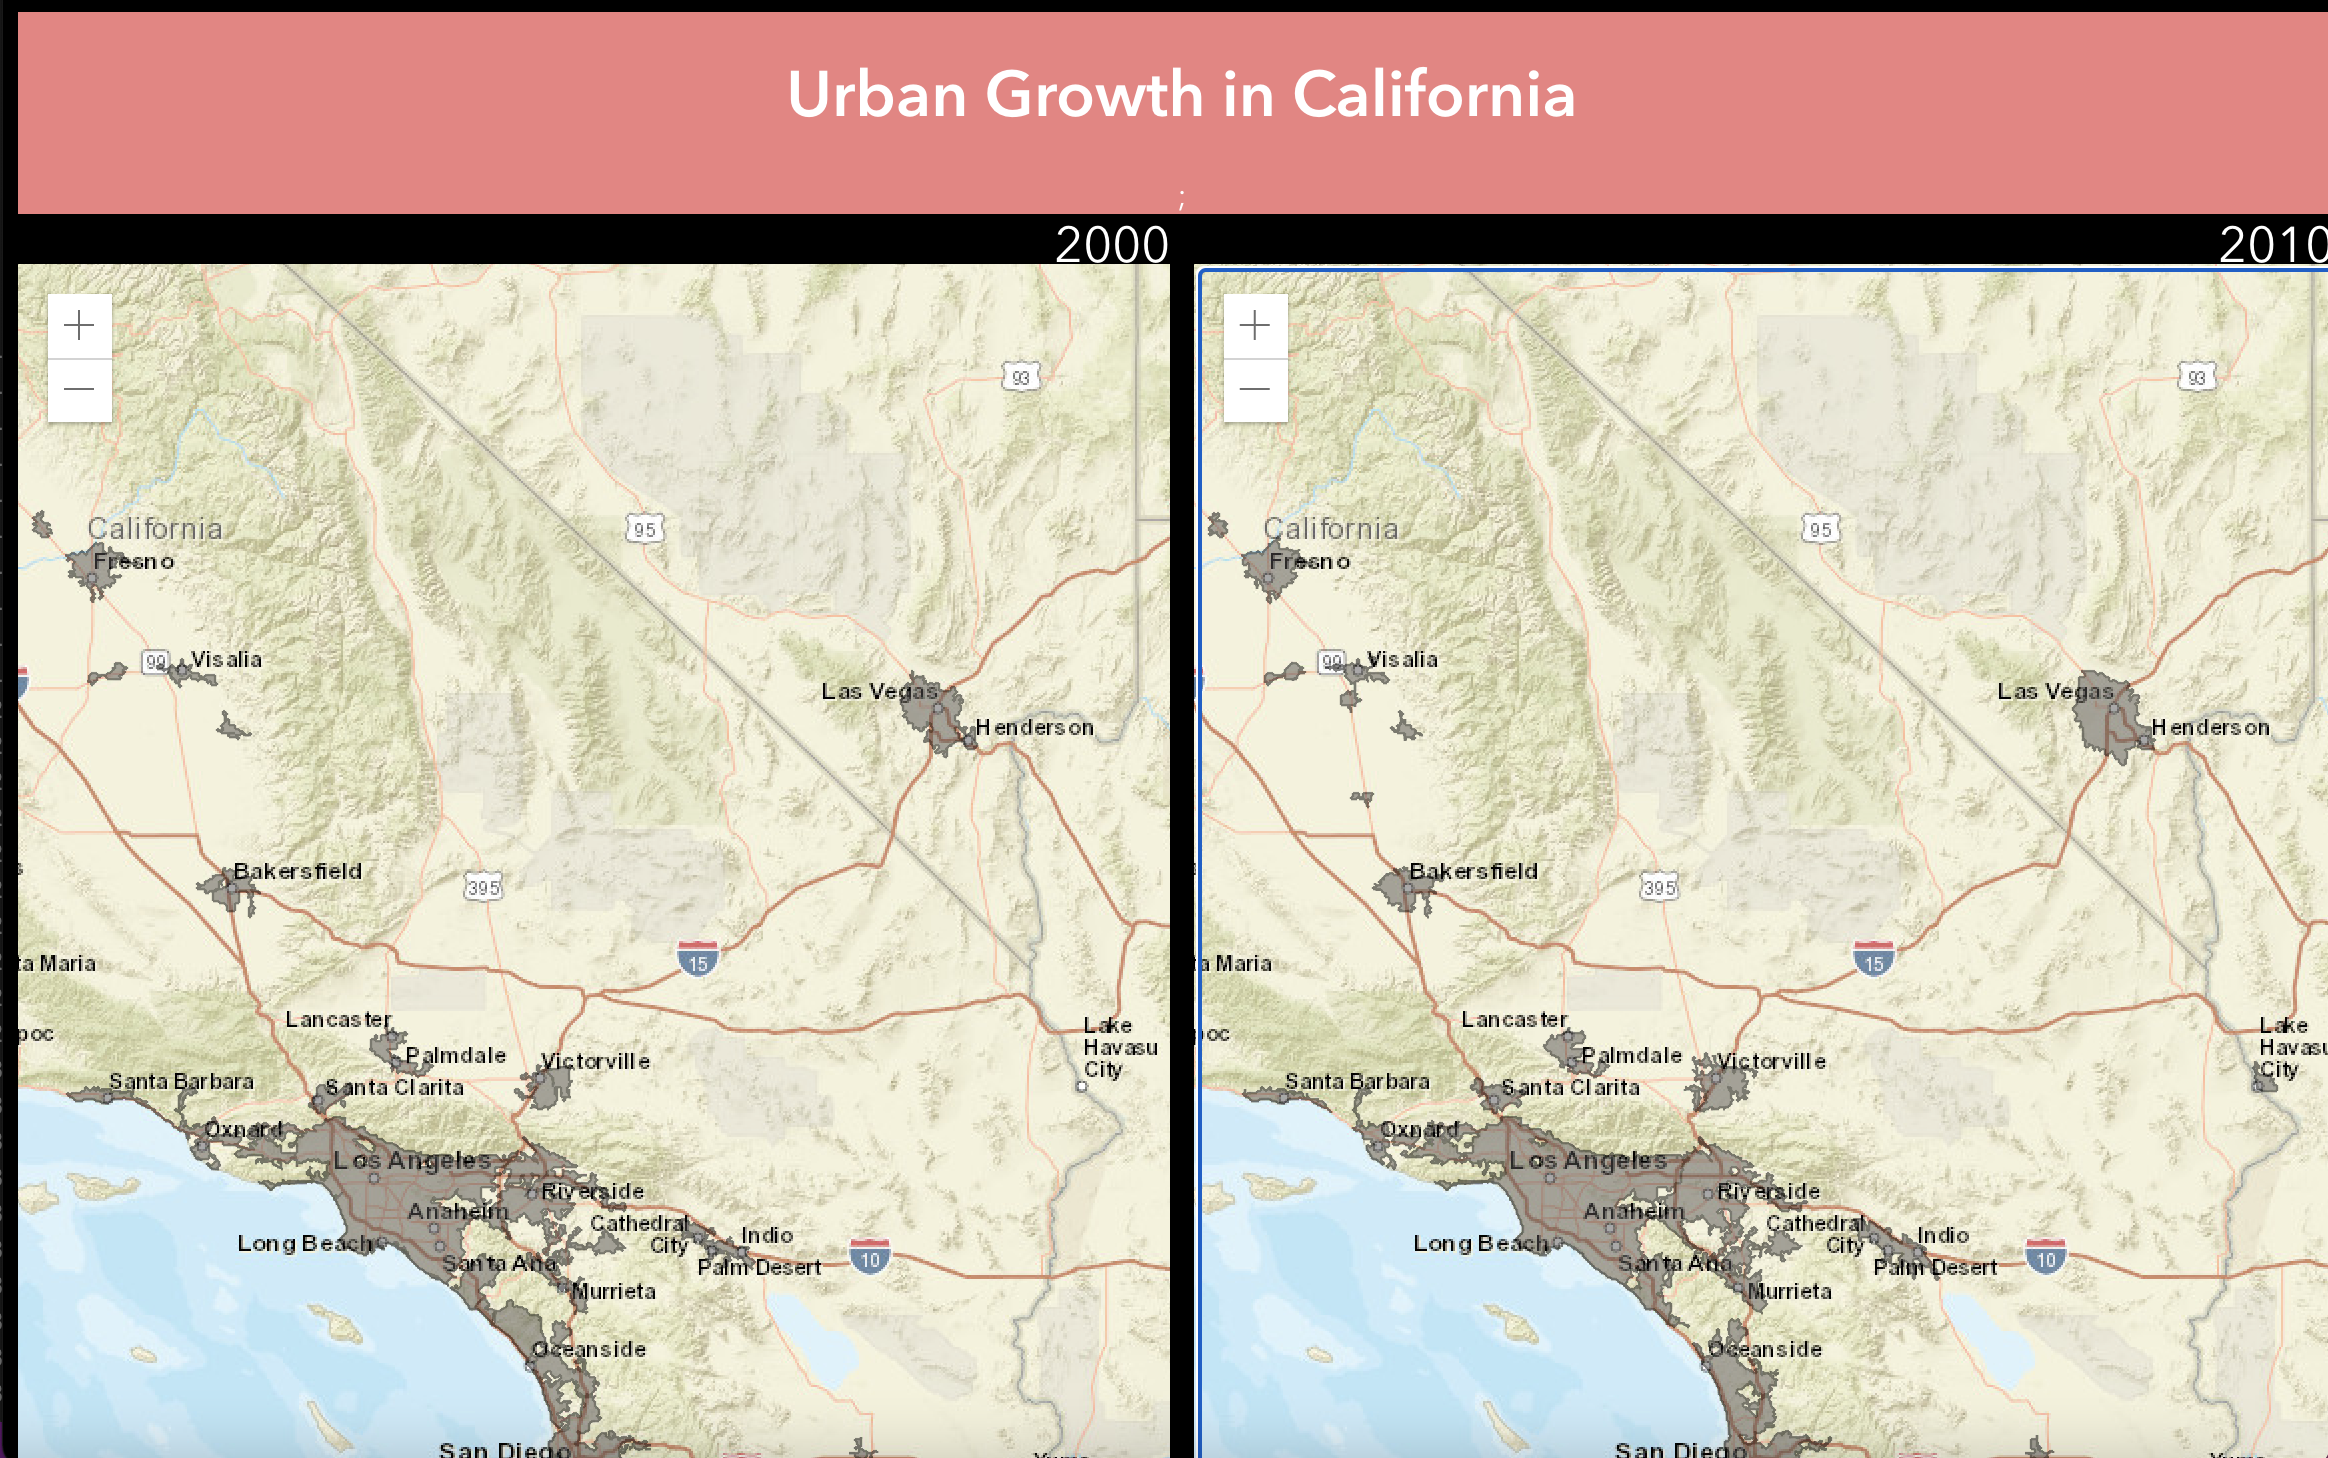 Urban Growth in California
;
2000
2010
+
−
93
95
California
Fresno
99
Visalia
Las Vegas
Henderson
Bakersfield
395
15
ta Maria
Lancaster
poc
Palmdale
Victorville
Lake
Havasu
City
Santa Barbara
Santa Clarita
Oxnard
Los Angeles
Riverside
Anaheim
Cathedral
City
Indio
Long Beach
Santa Ana
Palm Desert
10
Murrieta
Oceanside
San Diego
+
−
93
95
California
Fresno
99
Visalia
Las Vegas
Henderson
Bakersfield
395
15
ta Maria
Lancaster
poc
Palmdale
Victorville
Lake
Havasu
City
Santa Barbara
Santa Clarita
Oxnard
Los Angeles
Riverside
Anaheim
Cathedral
City
Indio
Long Beach
Santa Ana
Palm Desert
10
Murrieta
Oceanside
San Diego